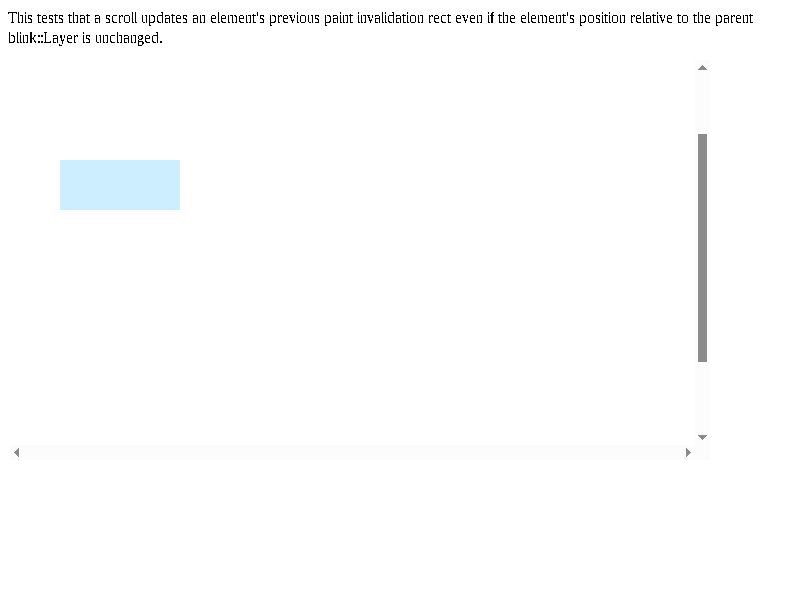 This tests that a scroll updates an element's previous paint invalidation rect even if the element's position relative to the parent
blink::Layer is unchanged.